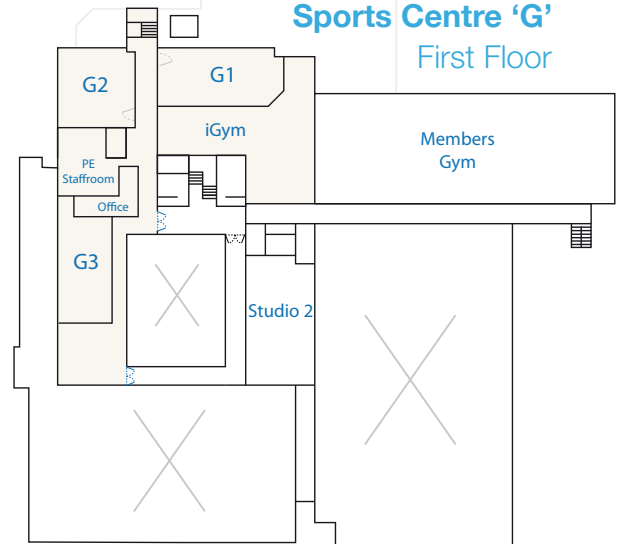 Sports Centre ‘G’
First Floor
G1
G2
iGym
Members
Gym
PE
Staffroom
Office
G3
Studio 2